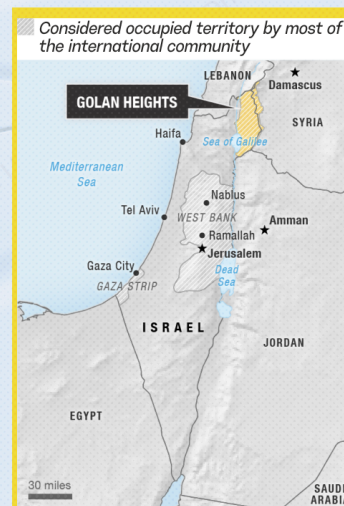 Considered occupied territory by most of
the international community
LEBANON
Damascus
GOLAN HEIGHTS
SYRIA
Haifa
Sea of Galilee
Mediterranean
Sea
Nablus
Tel Aviv
WEST BANK
Amman
Ramallah
Jerusalem
Gaza City
Dead
Sea
GAZA STRIP
ISRAEL
JORDAN
EGYPT
30 miles
SAUDI
ARABIA